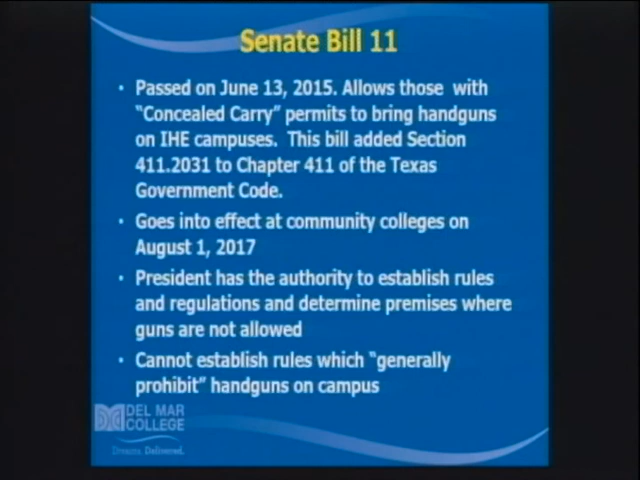 Senate Bill 11
• Passed on June 13, 2015. Allows those with
“Concealed Carry” permits to bring handguns
on IHE campuses. This bill added Section
411.2031 to Chapter 411 of the Texas
Government Code.
• Goes into effect at community colleges on
August 1, 2017
• President has the authority to establish rules
and regulations and determine premises where
guns are not allowed
• Cannot establish rules which “generally
prohibit” handguns on campus
DEL MAR
COLLEGE
Dreams. Delivered.